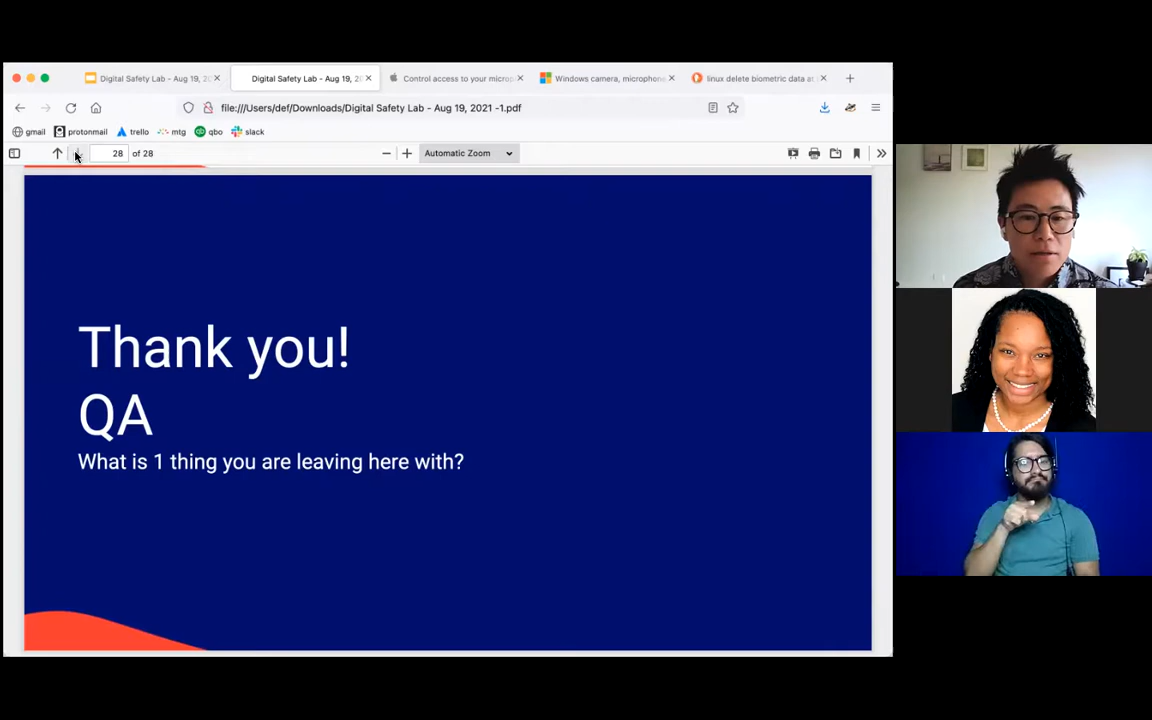 Digital Safety Lab - Aug 19, 20
Digital Safety Lab - Aug 19, 20
Control access to your microp
Windows camera, microphone
linux delete biometric data at
file:///Users/def/Downloads/Digital Safety Lab - Aug 19, 2021 -1.pdf
gmail
protonmail
trello
mtg
qbo
slack
28 of 28
Automatic Zoom
Thank you!
QA
What is 1 thing you are leaving here with?